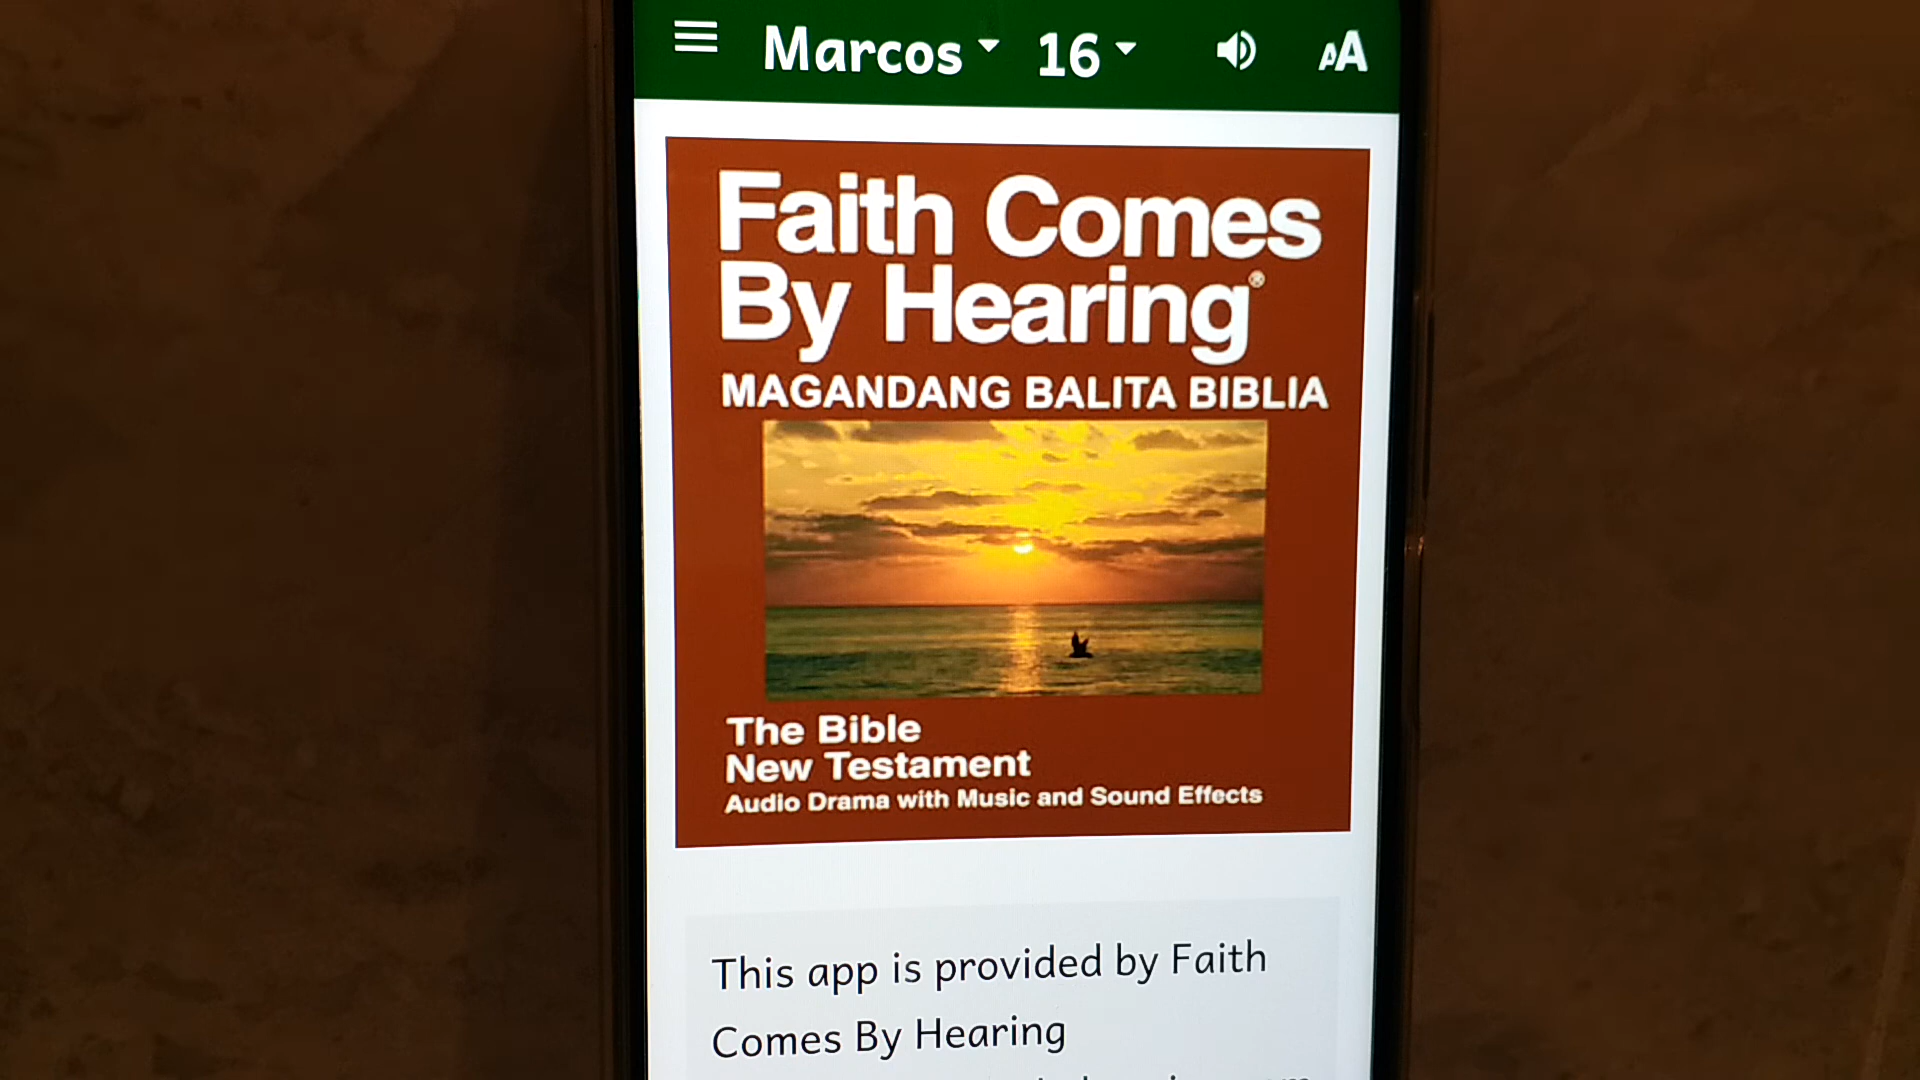 Marcos 16 AA
Faith Comes
By Hearing®
MAGANDANG BALITA BIBLIA
The Bible
New Testament
Audio Drama with Music and Sound Effects
This app is provided by Faith
Comes By Hearing